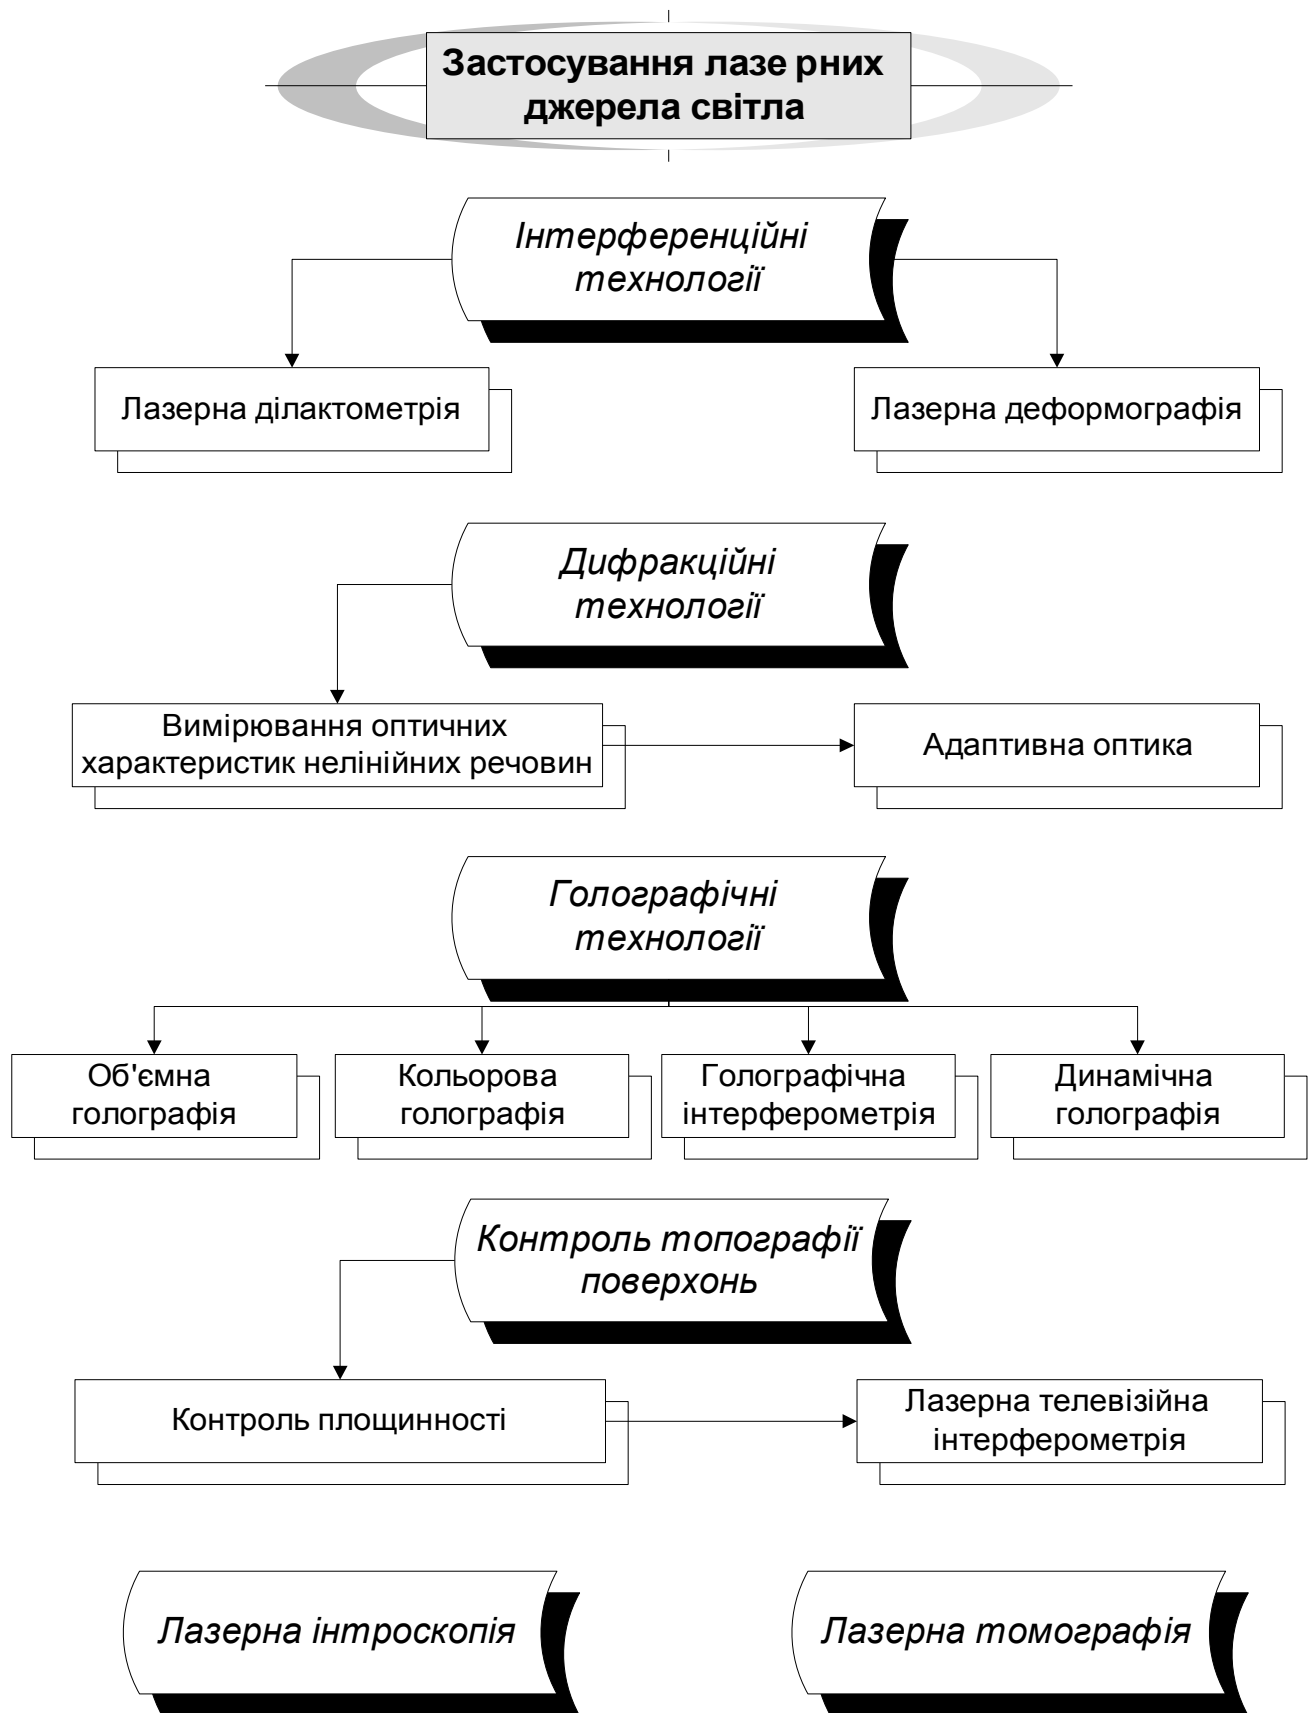 Застосування лазе рних
джерела світла
Інтерференційні
технології
Лазерна ділактометрія
Лазерна деформографія
Дифракційні
технології
Вимірювання оптичних
характеристик нелінійних речовин
Адаптивна оптика
Голографічні
технології
Об'ємна
голографія
Кольорова
голографія
Голографічна
інтерферометрія
Динамічна
голографія
Контроль топографії
поверхонь
Контроль площинності
Лазерна телевізійна
інтерферометрія
Лазерна інтроскопія
Лазерна томографія